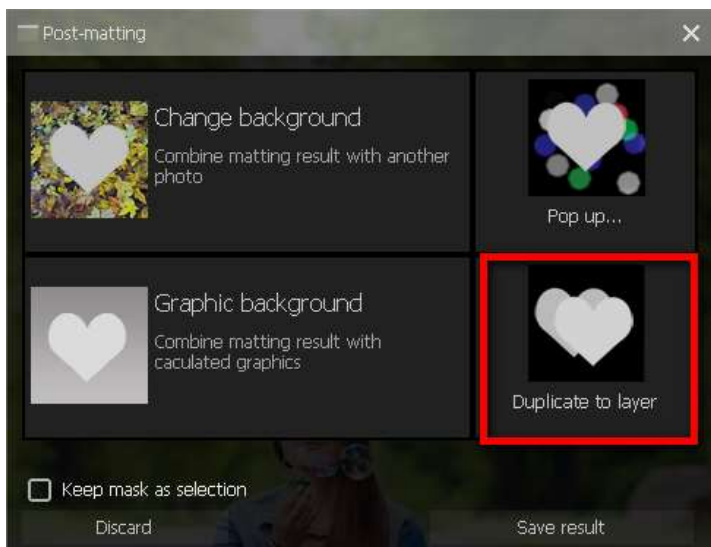 Post-matting
Change background
Combine matting result with another
photo
Pop up...
Graphic background
Combine matting result with
caculated graphics
Duplicate to layer
Keep mask as selection
Discard
Save result